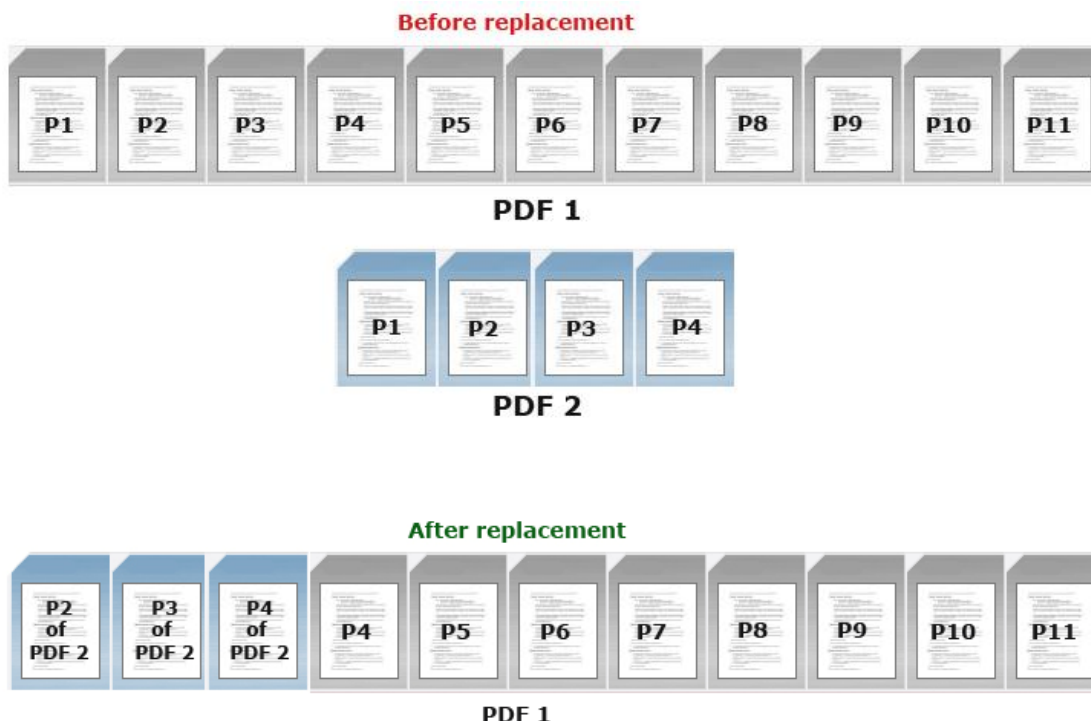 Before replacement
P1 P2 P3 P4 P5 P6 P7 P8 P9 P10 P11
PDF 1
P1 P2 P3 P4
PDF 2
After replacement
P2 of PDF 2 P3 of PDF 2 P4 of PDF 2 P4 P5 P6 P7 P8 P9 P10 P11
PDF 1